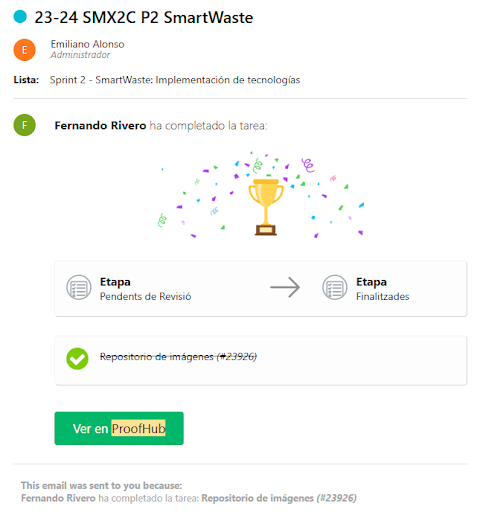 23-24 SMX2C P2 SmartWaste
E
Emiliano Alonso
Administrador
Lista: Sprint 2 - SmartWaste: Implementación de tecnologías
F
Fernando Rivero ha completado la tarea:
Etapa
Pendents de Revisió
Etapa
Finalitzades
Repositorio de imágenes (#23926)
Ver en ProofHub
This email was sent to you because:
Fernando Rivero ha completado la tarea: Repositorio de imágenes (#23926)